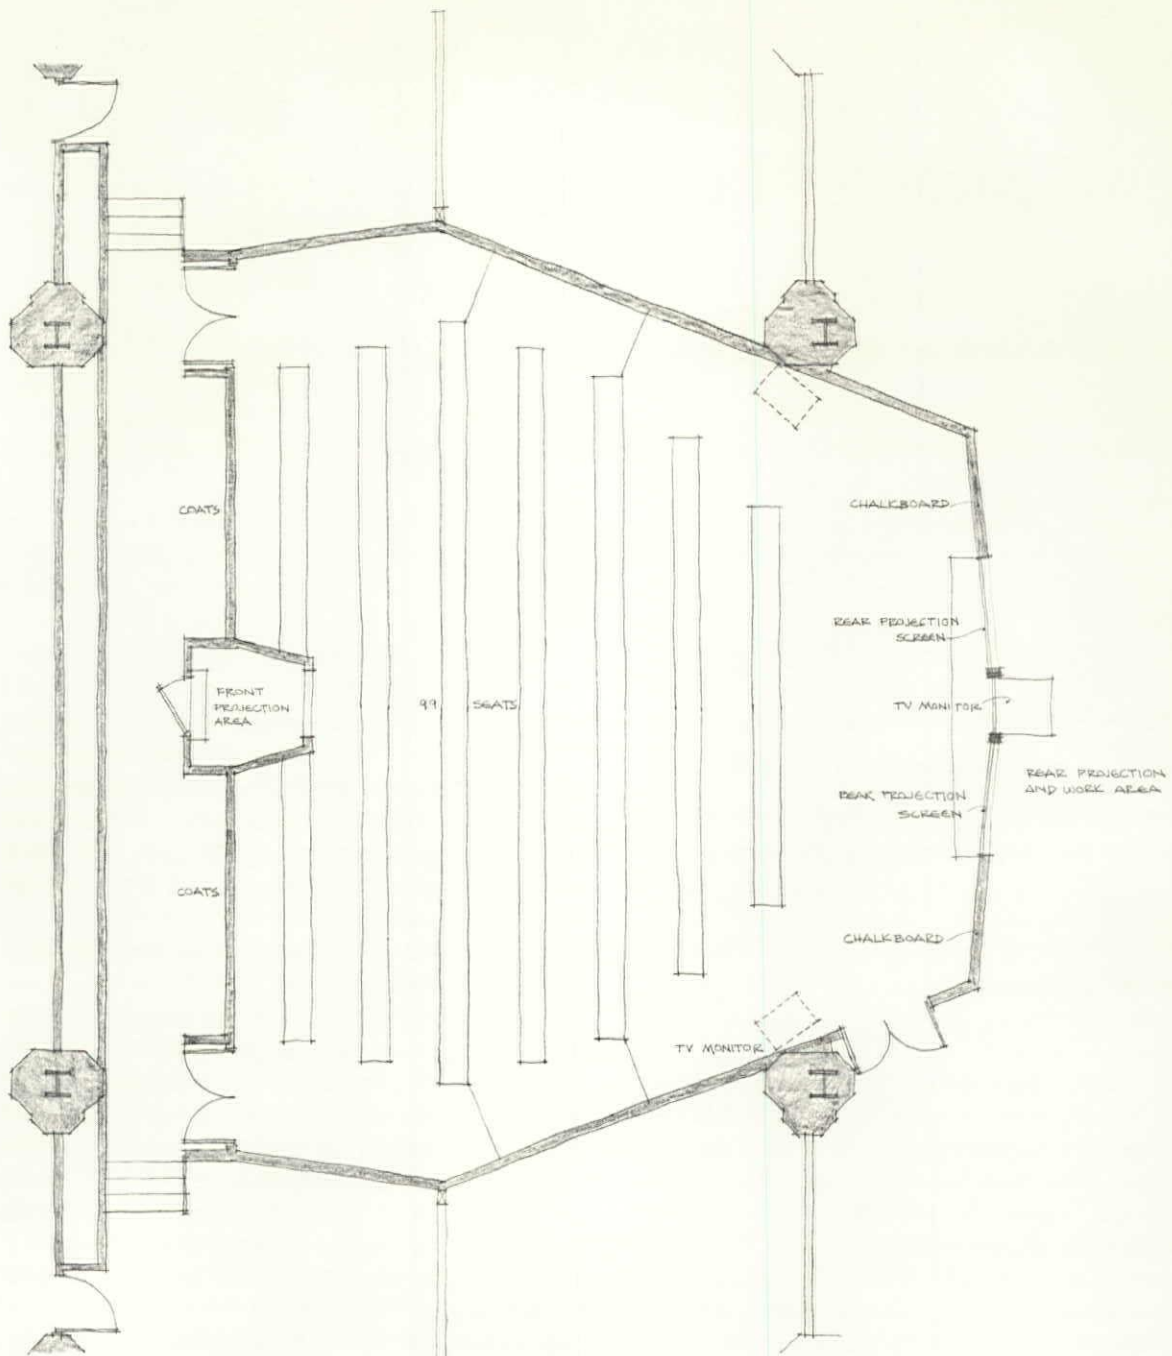 COATS
CHALKBOARD
REAR PROJECTION
SCREEN
FRONT
PROJECTION
AREA
99 SEATS
TV MONITOR
REAR PROJECTION
AND WORK AREA
REAR PROJECTION
SCREEN
COATS
CHALKBOARD
TV MONITOR